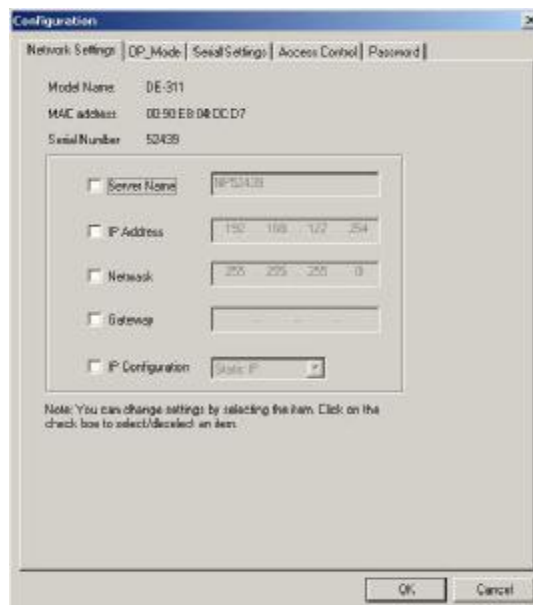 Configuration
Network Settings OP_Mode Serial Settings Access Control Password
Model Name DE-311
MAC address 00:90:E8:04:DC:D7
Serial Number 52439
Server Name NP52439
IP Address 192 168 127 254
Netmask 255 255 255 0
Gateway . . .
IP Configuration Static IP
Note: You can change settings by selecting the item. Click on the
check box to select/deselect an item.
OK Cancel